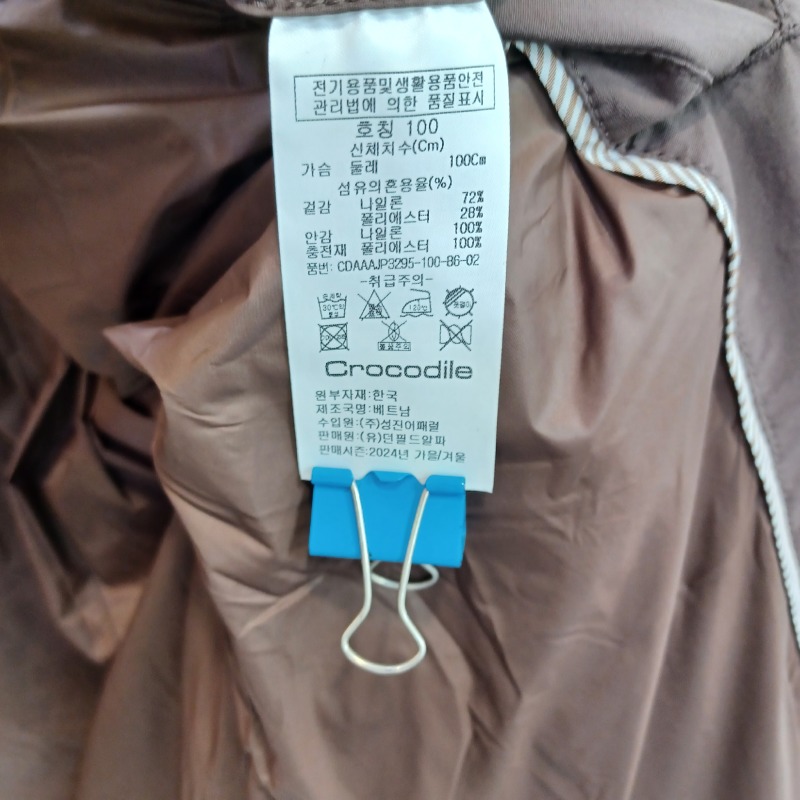 전기용품및생활용품안전
관리법에 의한 품질표시
호칭 100
신체치수(Cm)
가슴 둘레 100Cm
섬유의혼용율(%)
겉감 나일론 72%
폴리에스터 28%
안감 나일론 100%
충전재 폴리에스터 100%
품번: CDAAAJP3295-100-86-02
-취급주의-
30℃
120℃
Crocodile
원부자재:한국
제조국명:베트남
수입원:(주)성진어패럴
판매원:(유)던필드알파
판매시즌:2024년 가을/겨울